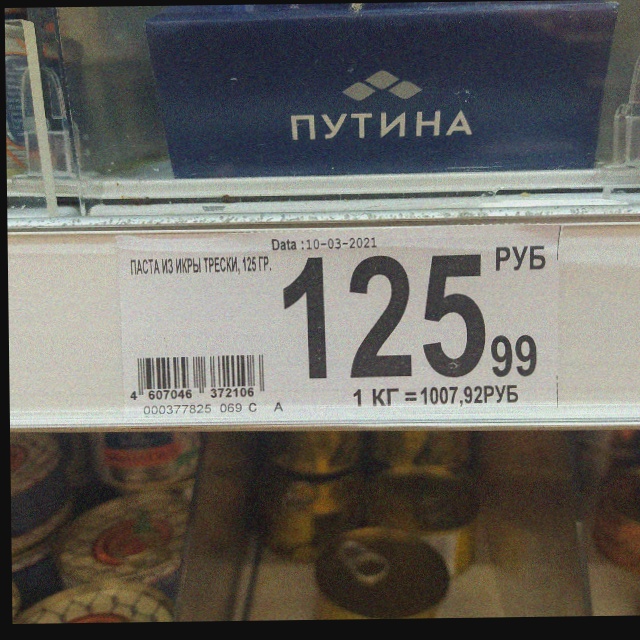 ПУТИНА
Data :10-03-2021
ПАСТА ИЗ ИКРЫ ТРЕСКИ, 125 ГР.
125 99 РУБ
4 607046 372106
1 КГ =1007,92РУБ
000377825 069 C A